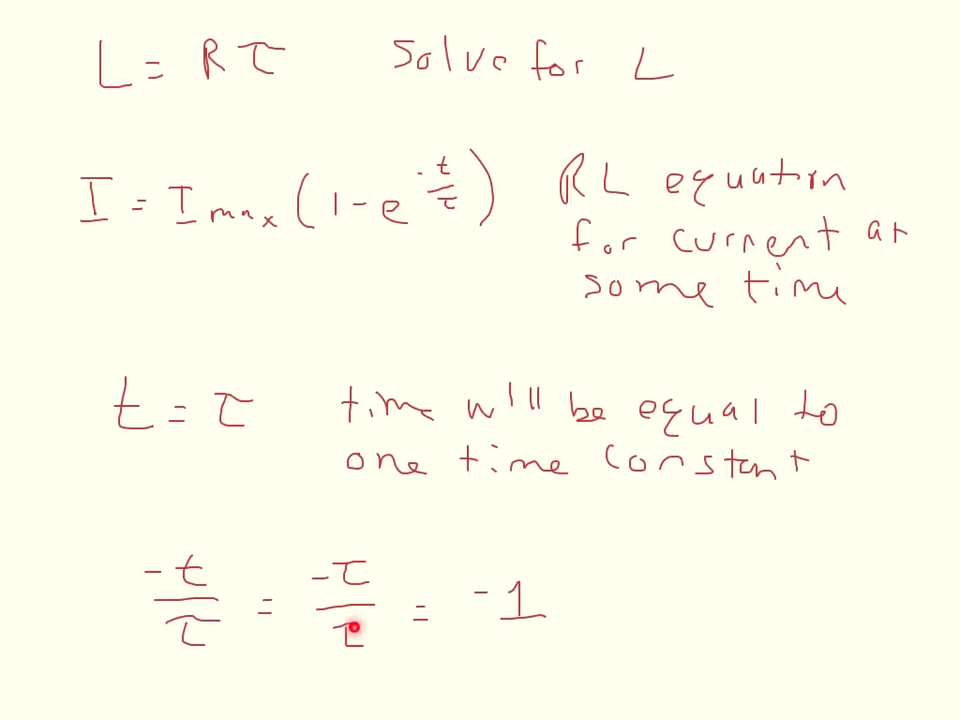 L = Rτ solve for L
I = Imax (1 - e^-t/τ) RL equation
for current at
some time
t = τ time will be equal to
one time constant
-t/τ = -τ/τ = -1